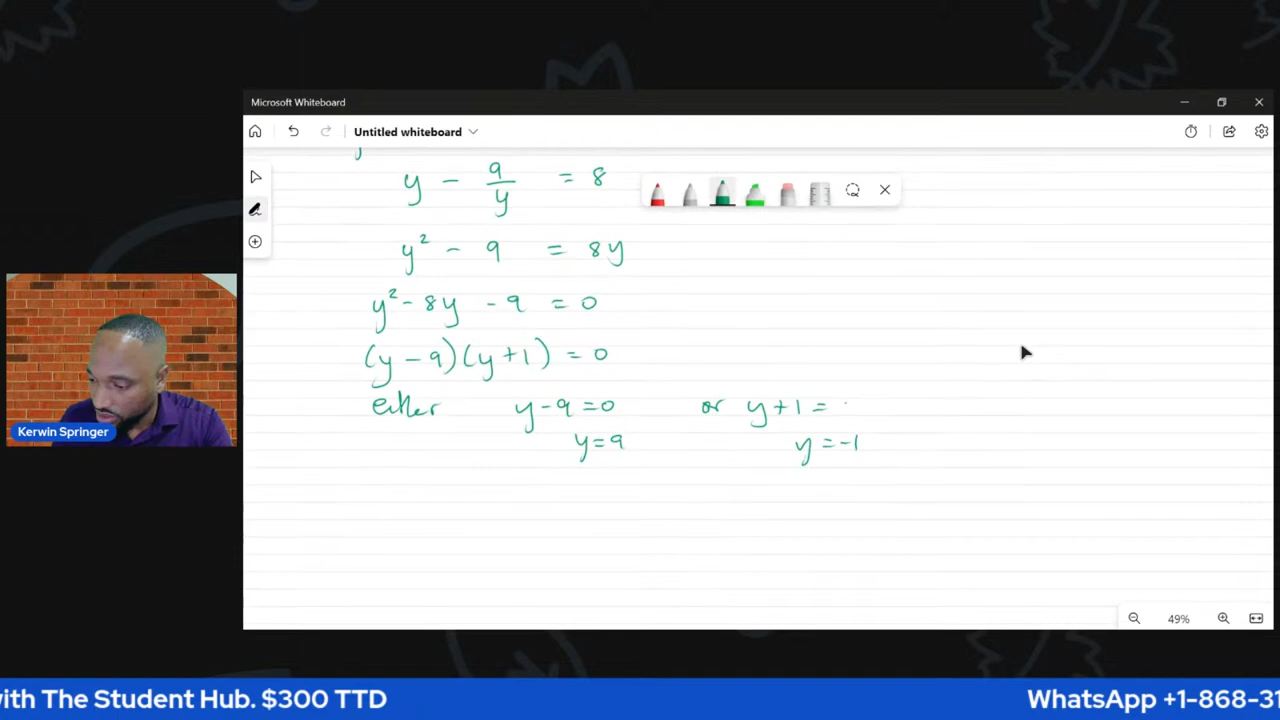 Microsoft Whiteboard
Untitled whiteboard
y - 9/y = 8
y² - 9 = 8y
y² - 8y - 9 = 0
(y - 9)(y + 1) = 0
either y - 9 = 0 or y + 1 =
y = 9 y = -1
Kerwin Springer
49%
with The Student Hub. $300 TTD WhatsApp +1-868-31